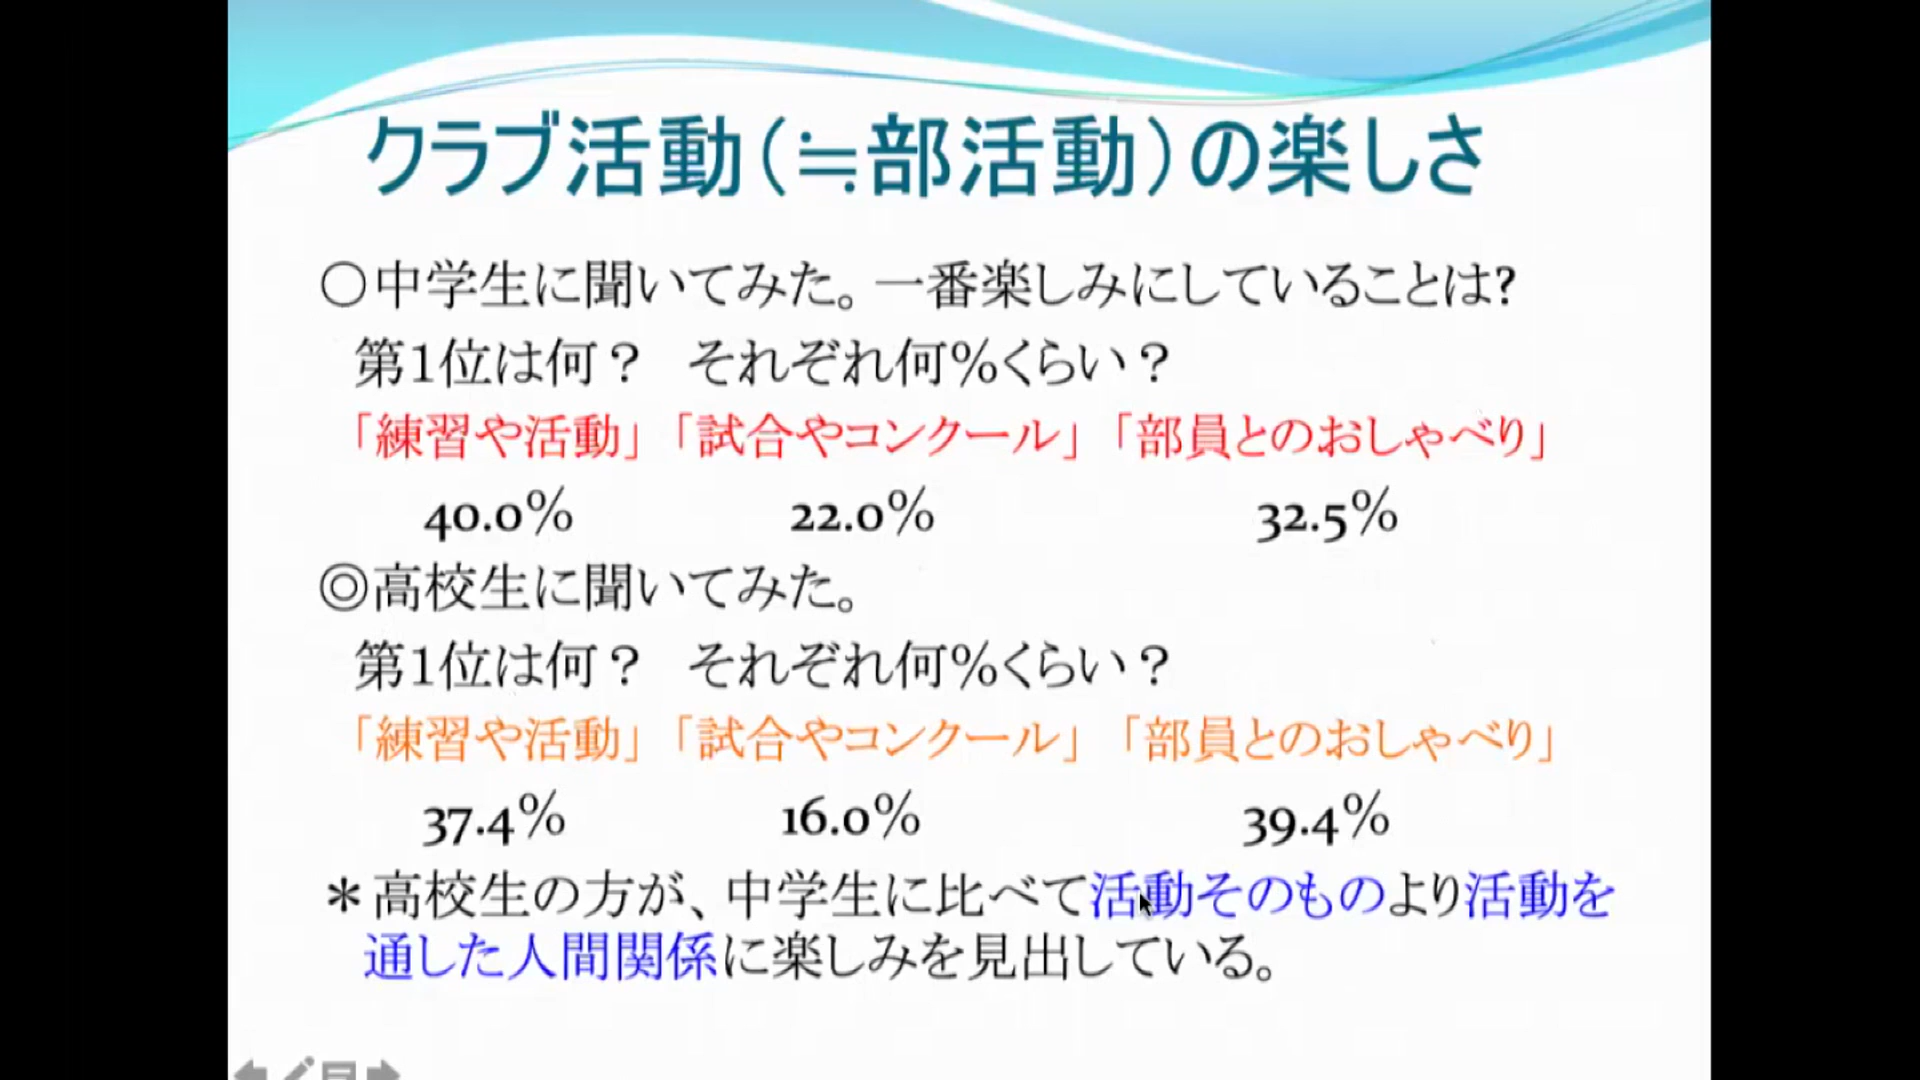 クラブ活動(≒部活動)の楽しさ
○中学生に聞いてみた。一番楽しみにしていることは?
第1位は何？ それぞれ何%くらい？
「練習や活動」「試合やコンクール」「部員とのおしゃべり」
40.0% 22.0% 32.5%
◎高校生に聞いてみた。
第1位は何？ それぞれ何%くらい？
「練習や活動」「試合やコンクール」「部員とのおしゃべり」
37.4% 16.0% 39.4%
＊高校生の方が、中学生に比べて活動そのものより活動を
通した人間関係に楽しみを見出している。